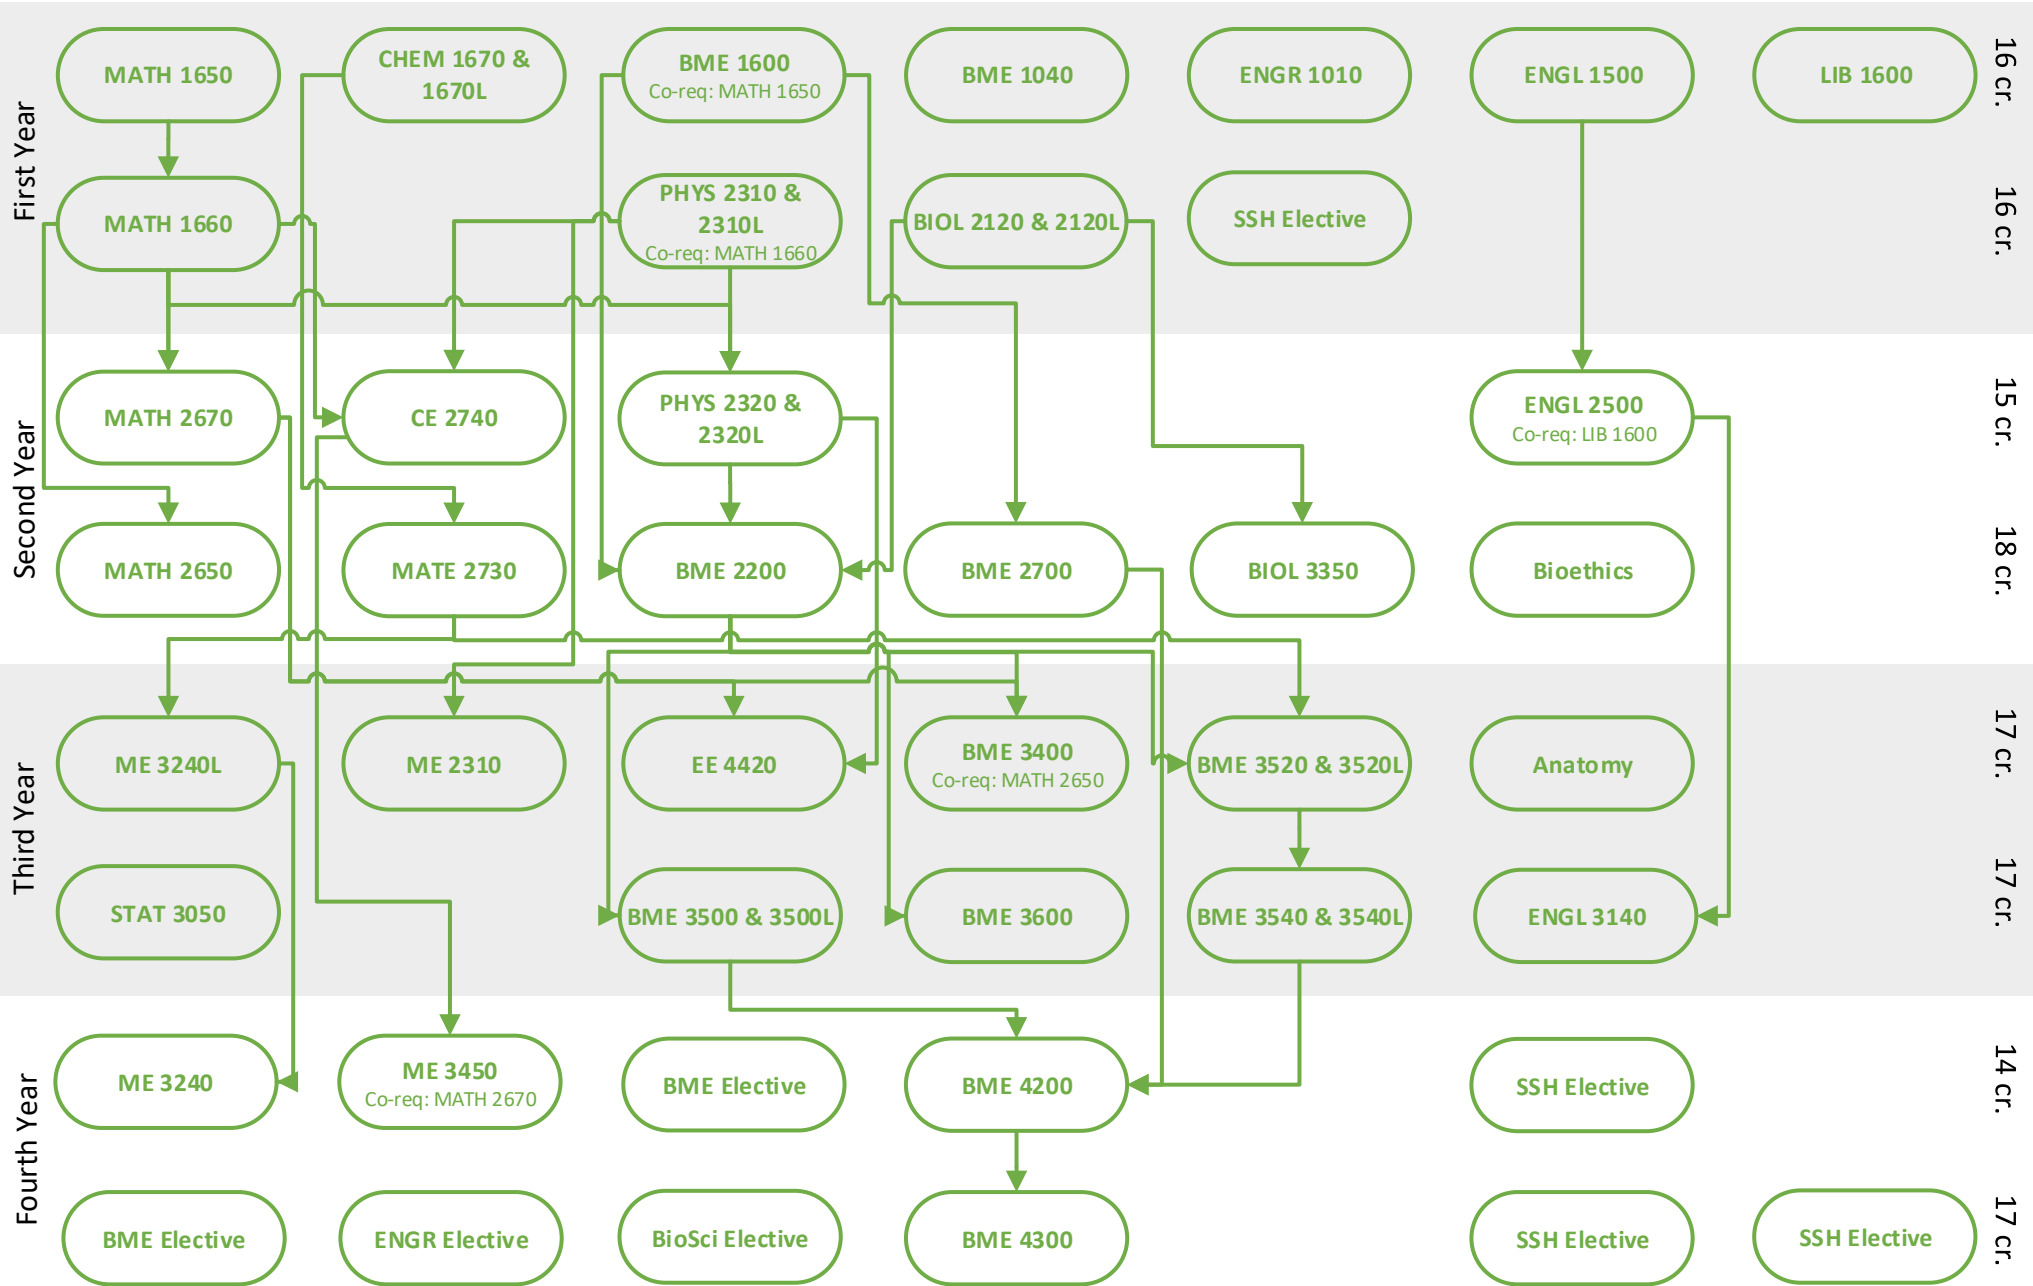 First Year
MATH 1650
CHEM 1670 &
1670L
BME 1600
Co-req: MATH 1650
BME 1040
ENGR 1010
ENGL 1500
LIB 1600
16 cr.
MATH 1660
PHYS 2310 &
2310L
Co-req: MATH 1660
BIOL 2120 & 2120L
SSH Elective
16 cr.
Second Year
MATH 2670
CE 2740
PHYS 2320 &
2320L
ENGL 2500
Co-req: LIB 1600
15 cr.
MATH 2650
MATE 2730
BME 2200
BME 2700
BIOL 3350
Bioethics
18 cr.
Third Year
ME 3240L
ME 2310
EE 4420
BME 3400
Co-req: MATH 2650
BME 3520 & 3520L
Anatomy
17 cr.
STAT 3050
BME 3500 & 3500L
BME 3600
BME 3540 & 3540L
ENGL 3140
17 cr.
Fourth Year
ME 3240
ME 3450
Co-req: MATH 2670
BME Elective
BME 4200
SSH Elective
14 cr.
BME Elective
ENGR Elective
BioSci Elective
BME 4300
SSH Elective
SSH Elective
17 cr.